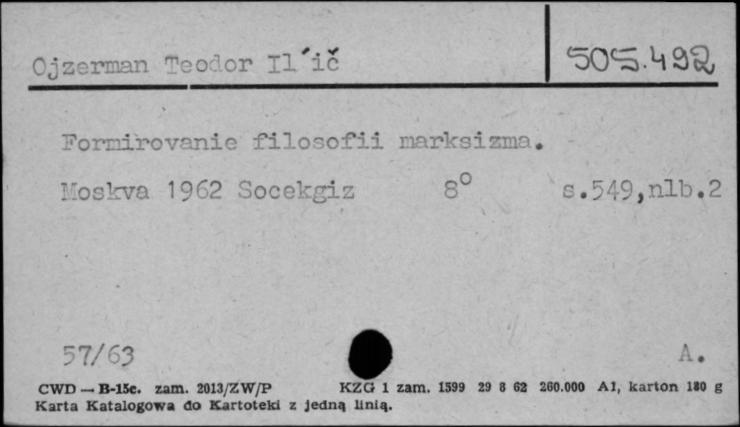 Ojzerman Teodor Il´ič 505.492
Formirovanie filosofii marksizma.
Moskva 1962 Socekgiz 8° s.549,nlb.2
57/63 A.
CWD — B-15c. zam. 2013/ZW/P KZG 1 zam. 1599 29 8 62 260.000 A1, karton 180 g
Karta Katalogowa do Kartoteki z jedną linią.